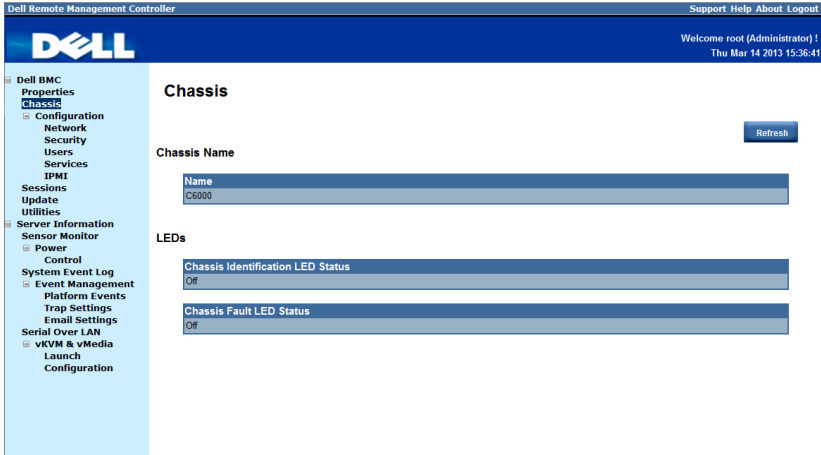 Dell Remote Management Controller
Support Help About Logout
DELL
Welcome root (Administrator) !
Thu Mar 14 2013 15:36:41
Dell BMC
Properties
Chassis
Configuration
Network
Security
Users
Services
IPMI
Sessions
Update
Utilities
Server Information
Sensor Monitor
Power
Control
System Event Log
Event Management
Platform Events
Trap Settings
Email Settings
Serial Over LAN
vKVM & vMedia
Launch
Configuration
Chassis
Refresh
Chassis Name
Name
C6000
LEDs
Chassis Identification LED Status
Off
Chassis Fault LED Status
Off